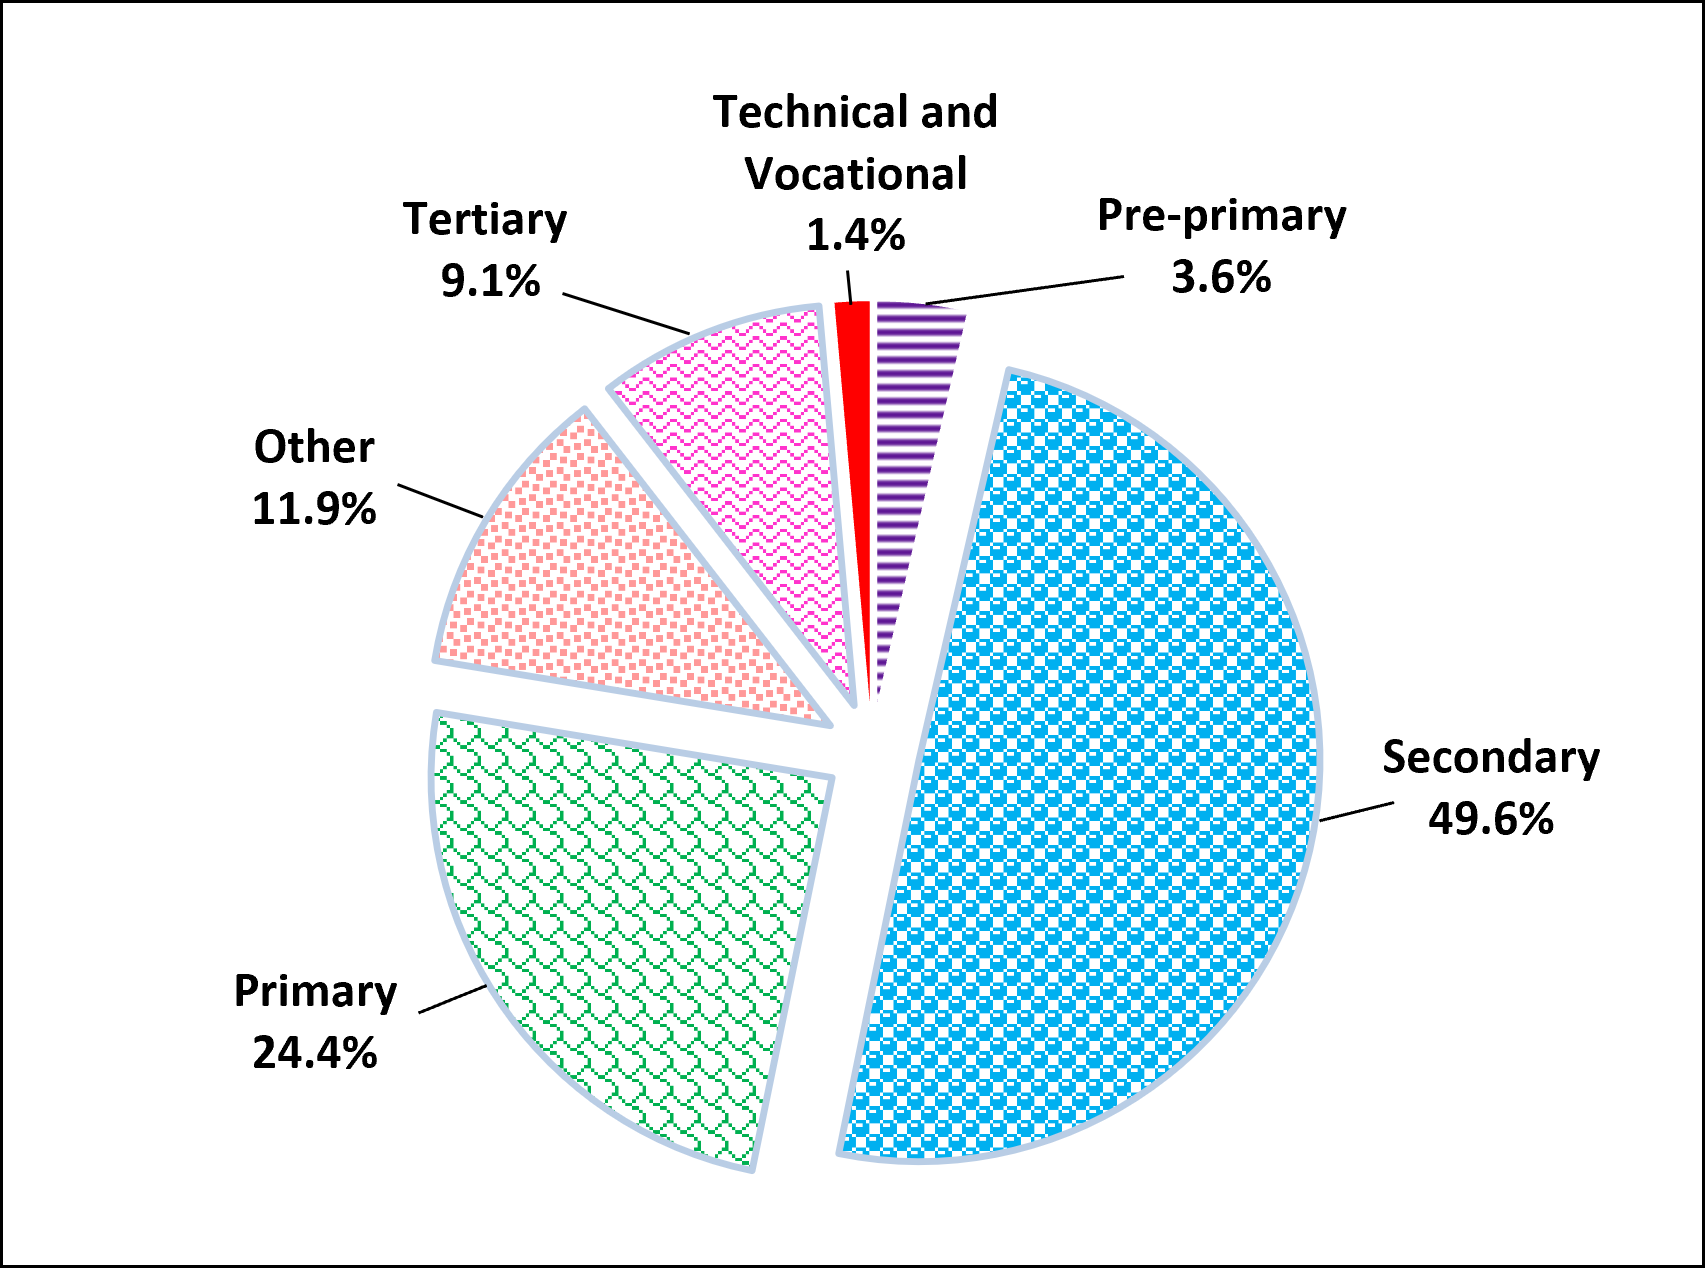 Technical and
Vocational
1.4%
Pre-primary
3.6%
Tertiary
9.1%
Other
11.9%
Secondary
49.6%
Primary
24.4%